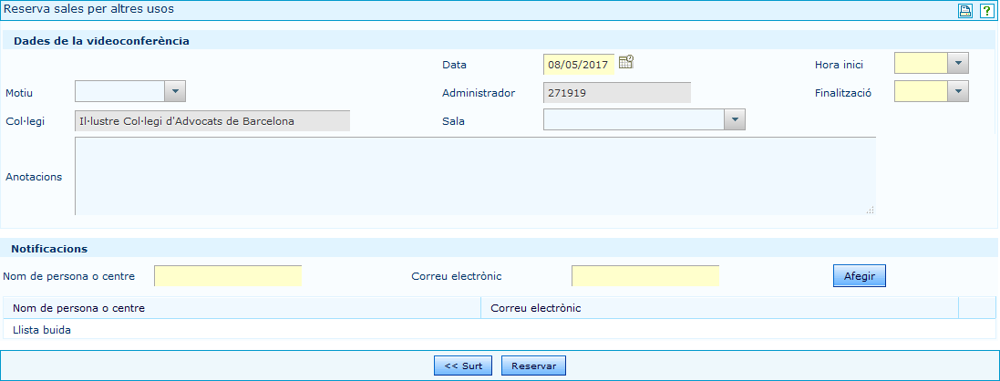 Reserva sales per altres usos
?
Dades de la videoconferència
Data 08/05/2017 Hora inici
Motiu Administrador 271919 Finalització
Col·legi Il·lustre Col·legi d'Advocats de Barcelona Sala
Anotacions
Notificacions
Nom de persona o centre Correu electrònic Afegir
Nom de persona o centre Correu electrònic
Llista buida
<< Surt Reservar